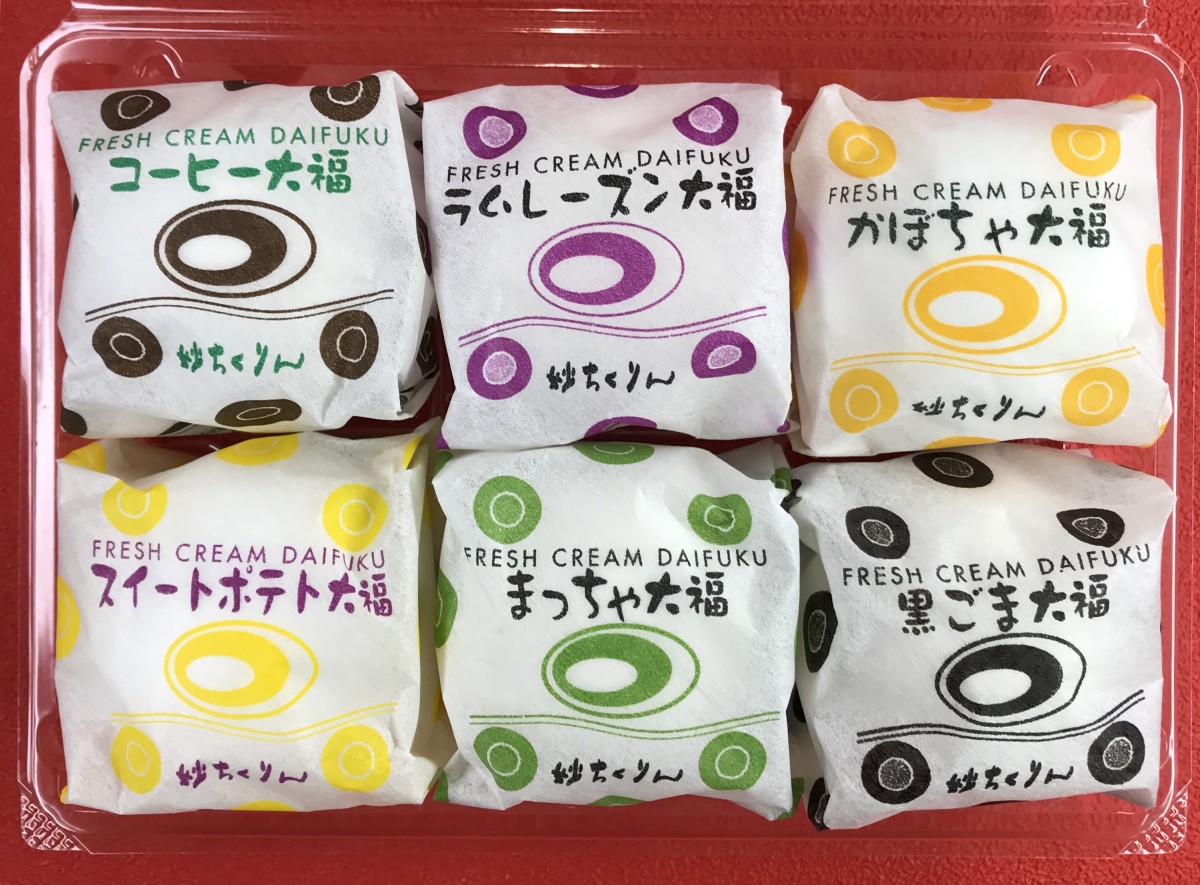 FRESH CREAM DAIFUKU
コーヒー大福
妙ちくりん
FRESH CREAM DAIFUKU
ラムレーズン大福
妙ちくりん
FRESH CREAM DAIFUKU
かぼちゃ大福
妙ちくりん
FRESH CREAM DAIFUKU
スイートポテト大福
妙ちくりん
FRESH CREAM DAIFUKU
まっちゃ大福
妙ちくりん
FRESH CREAM DAIFUKU
黒ごま大福
妙ちくりん